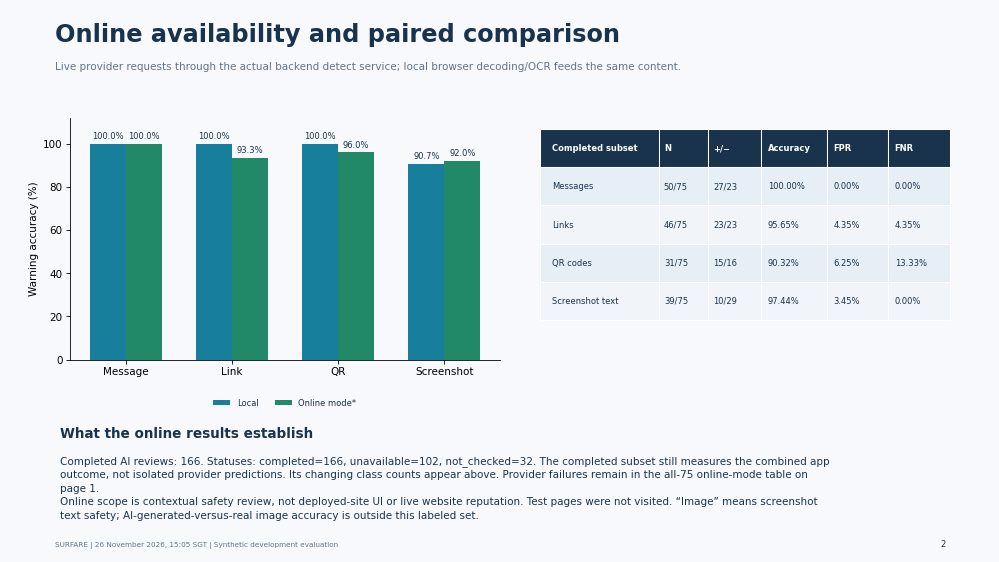 Online availability and paired comparison
Live provider requests through the actual backend detect service; local browser decoding/OCR feeds the same content.
Warning accuracy (%)
100
80
60
40
20
0
100.0% 100.0%
100.0% 93.3%
100.0% 96.0%
90.7% 92.0%
Message Link QR Screenshot
Local Online mode*
Completed subset N +/− Accuracy FPR FNR
Messages 50/75 27/23 100.00% 0.00% 0.00%
Links 46/75 23/23 95.65% 4.35% 4.35%
QR codes 31/75 15/16 90.32% 6.25% 13.33%
Screenshot text 39/75 10/29 97.44% 3.45% 0.00%
What the online results establish
Completed AI reviews: 166. Statuses: completed=166, unavailable=102, not_checked=32. The completed subset still measures the combined app
outcome, not isolated provider predictions. Its changing class counts appear above. Provider failures remain in the all-75 online-mode table on
page 1.
Online scope is contextual safety review, not deployed-site UI or live website reputation. Test pages were not visited. “Image” means screenshot
text safety; AI-generated-versus-real image accuracy is outside this labeled set.
SURFARE | 26 November 2026, 15:05 SGT | Synthetic development evaluation
2